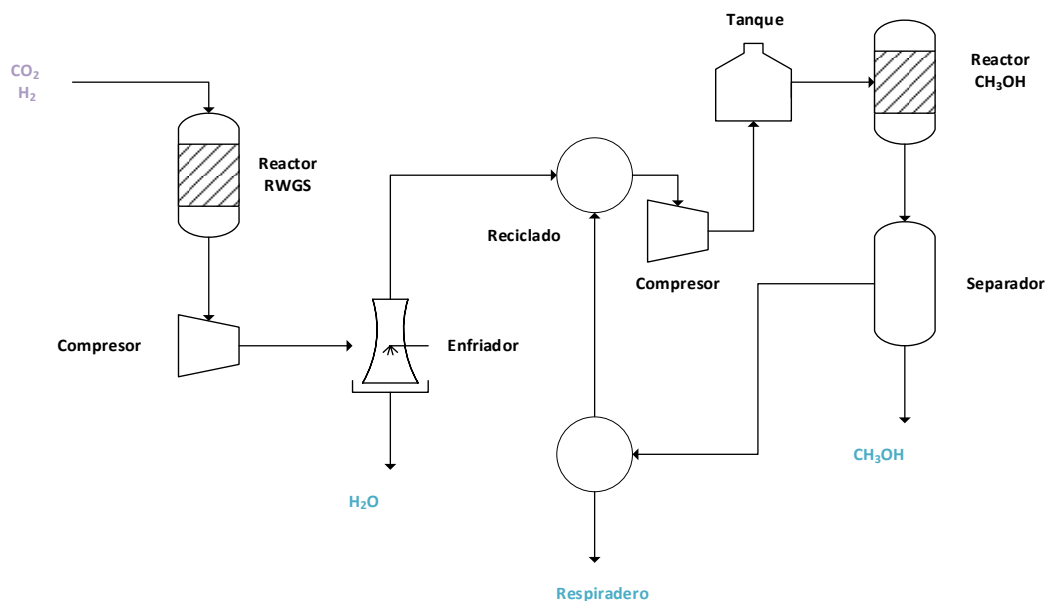 Tanque
CO₂
H₂
Reactor
CH₃OH
Reactor
RWGS
Reciclado
Compresor
Separador
Compresor
Enfriador
CH₃OH
H₂O
Respiradero